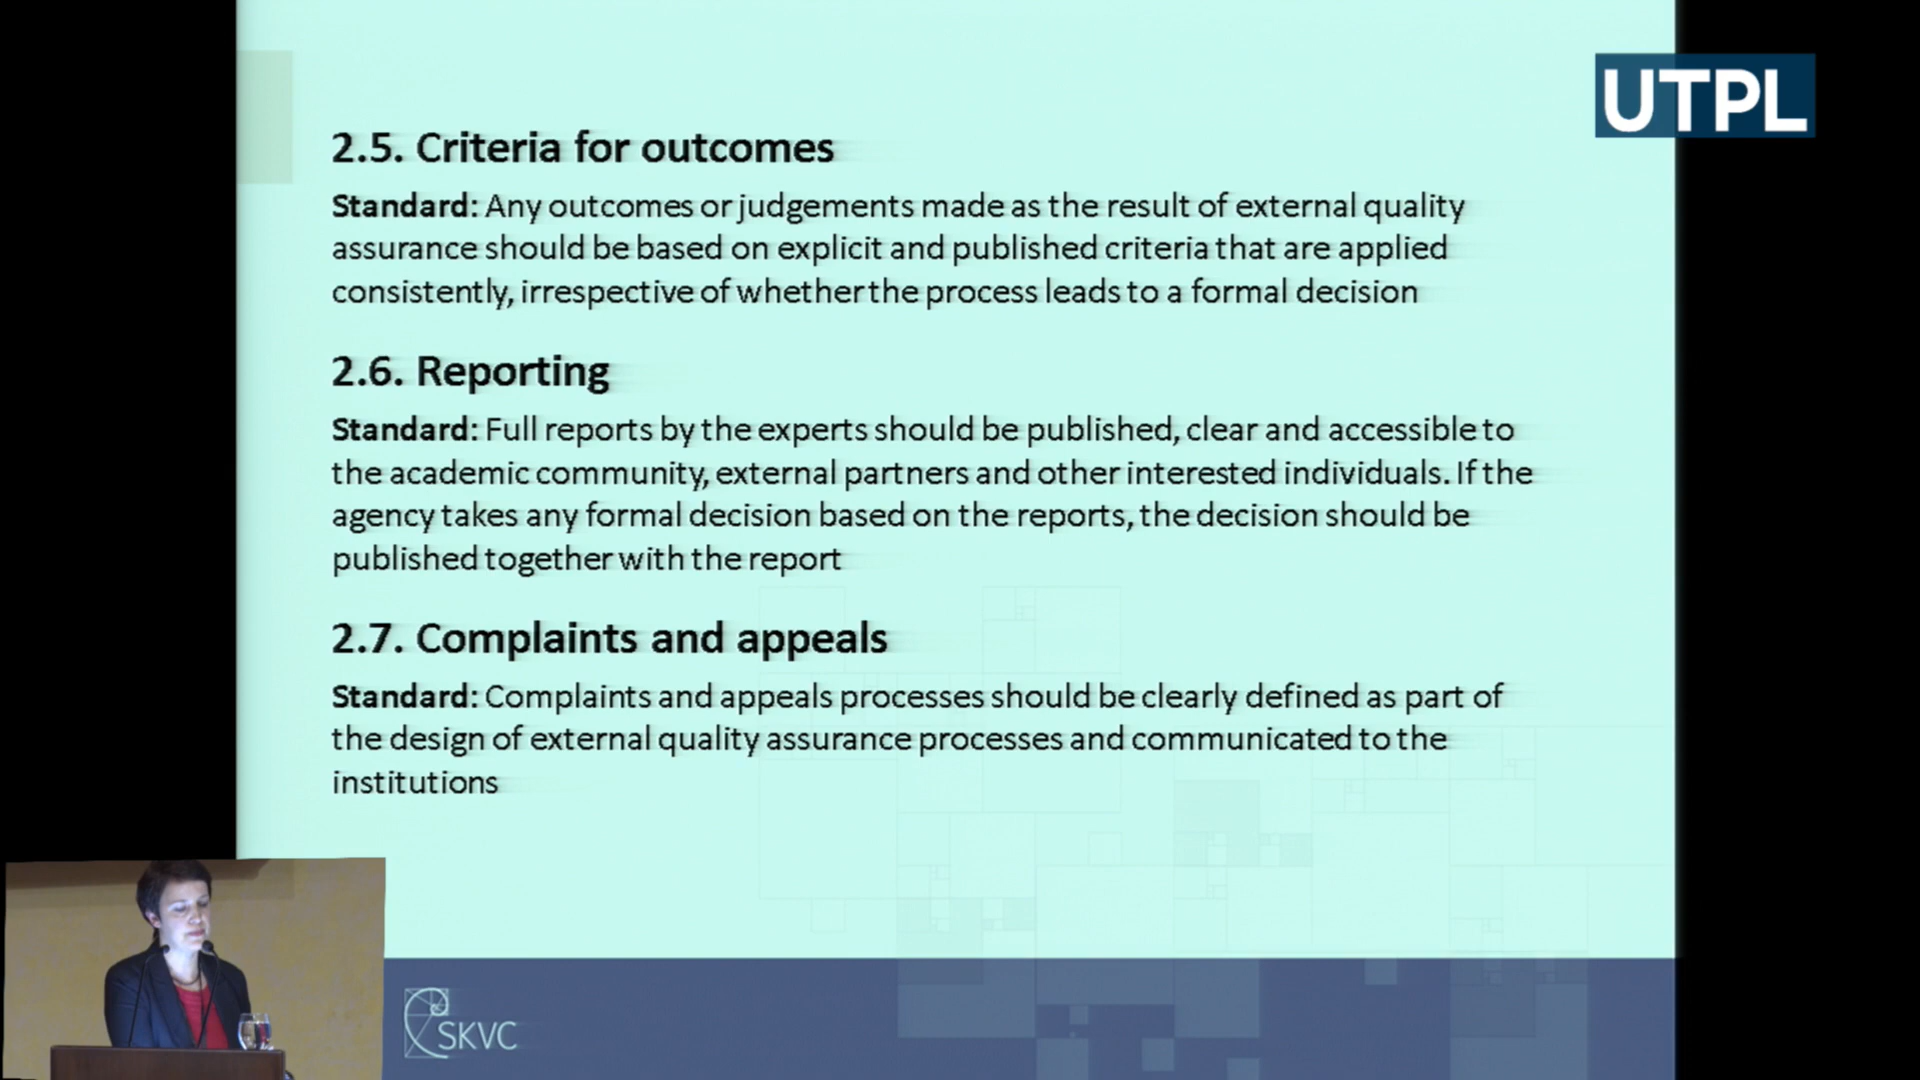 UTPL
2.5. Criteria for outcomes
Standard: Any outcomes or judgements made as the result of external quality
assurance should be based on explicit and published criteria that are applied
consistently, irrespective of whether the process leads to a formal decision
2.6. Reporting
Standard: Full reports by the experts should be published, clear and accessible to
the academic community, external partners and other interested individuals. If the
agency takes any formal decision based on the reports, the decision should be
published together with the report
2.7. Complaints and appeals
Standard: Complaints and appeals processes should be clearly defined as part of
the design of external quality assurance processes and communicated to the
institutions
SKVC